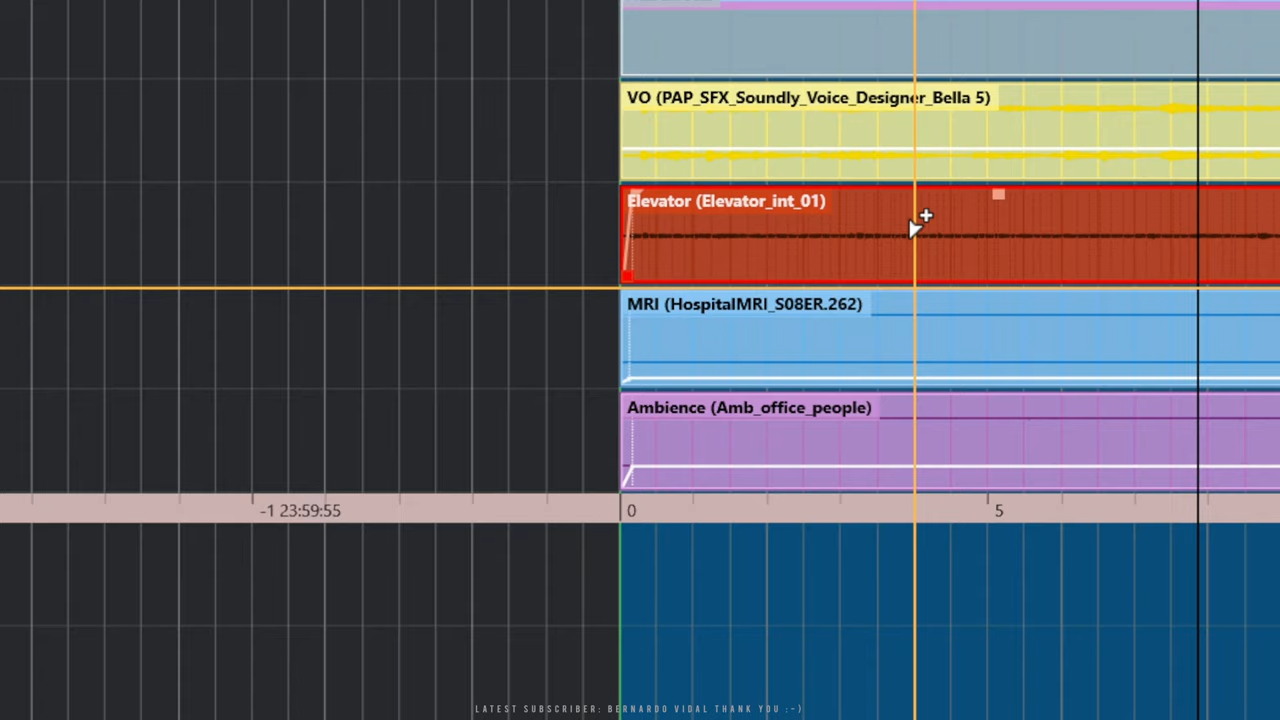 VO (PAP_SFX_Soundly_Voice_Designer_Bella 5)
Elevator (Elevator_int_01)
MRI (HospitalMRI_S08ER.262)
Ambience (Amb_office_people)
-1 23:59:55
0
5
LATEST SUBSCRIBER: BERNARDO VIDAL THANK YOU :-)